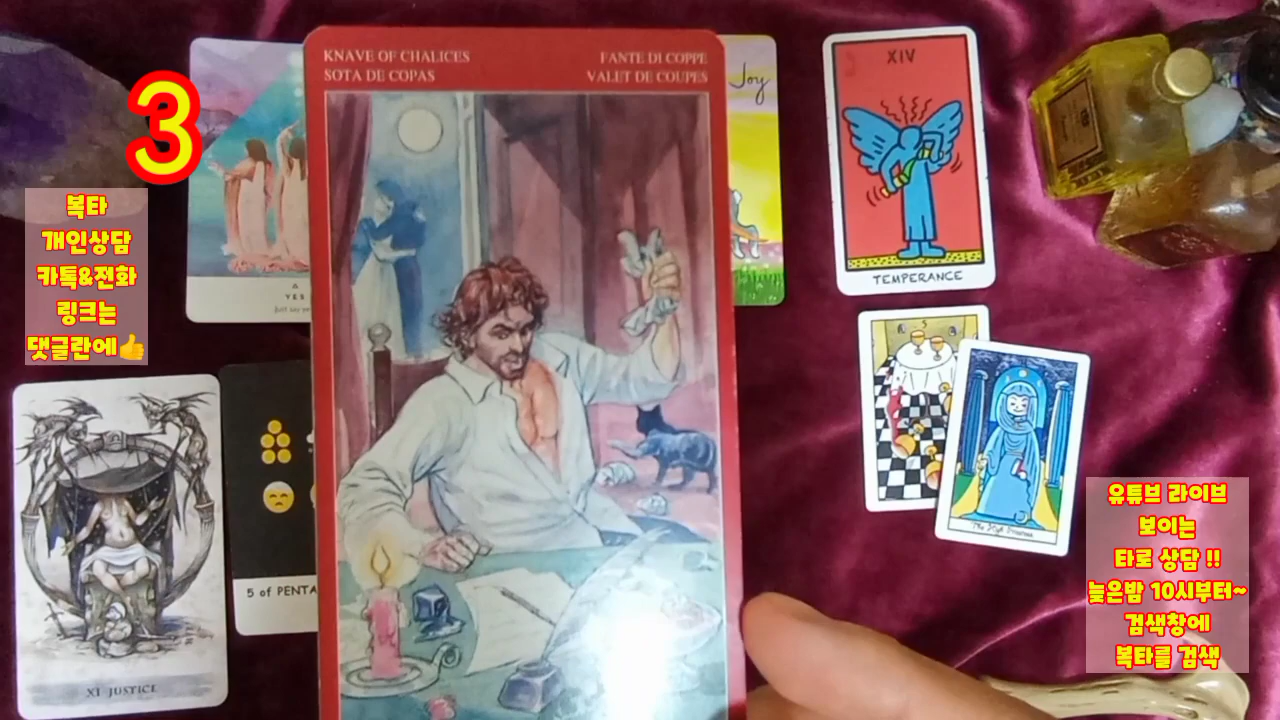 3
복타
개인상담
카톡&전화
링크는
댓글란에👍
YES
KNAVE OF CHALICES
SOTA DE COPAS
FANTE DI COPPE
VALET DE COUPES
Joy
XIV
TEMPERANCE
5
XI JUSTICE
5 of PENTA
유튜브 라이브
보이는
타로 상담 !!
늦은밤 10시부터~
검색창에
복타를 검색